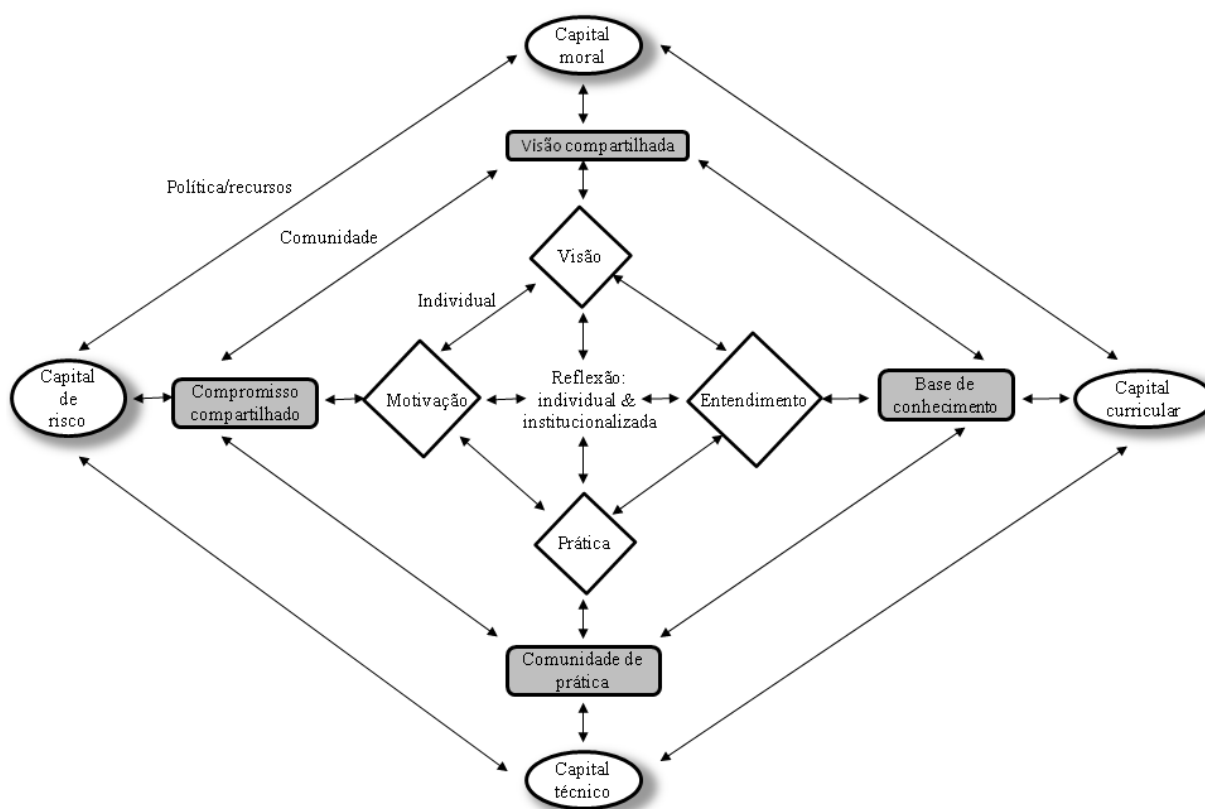 Capital
moral
Visão compartilhada
Política/recursos
Comunidade
Visão
Individual
Capital
de
risco
Compromisso
compartilhado
Motivação
Reflexão:
individual &
institucionalizada
Entendimento
Base de
conhecimento
Capital
curricular
Prática
Comunidade de
prática
Capital
técnico